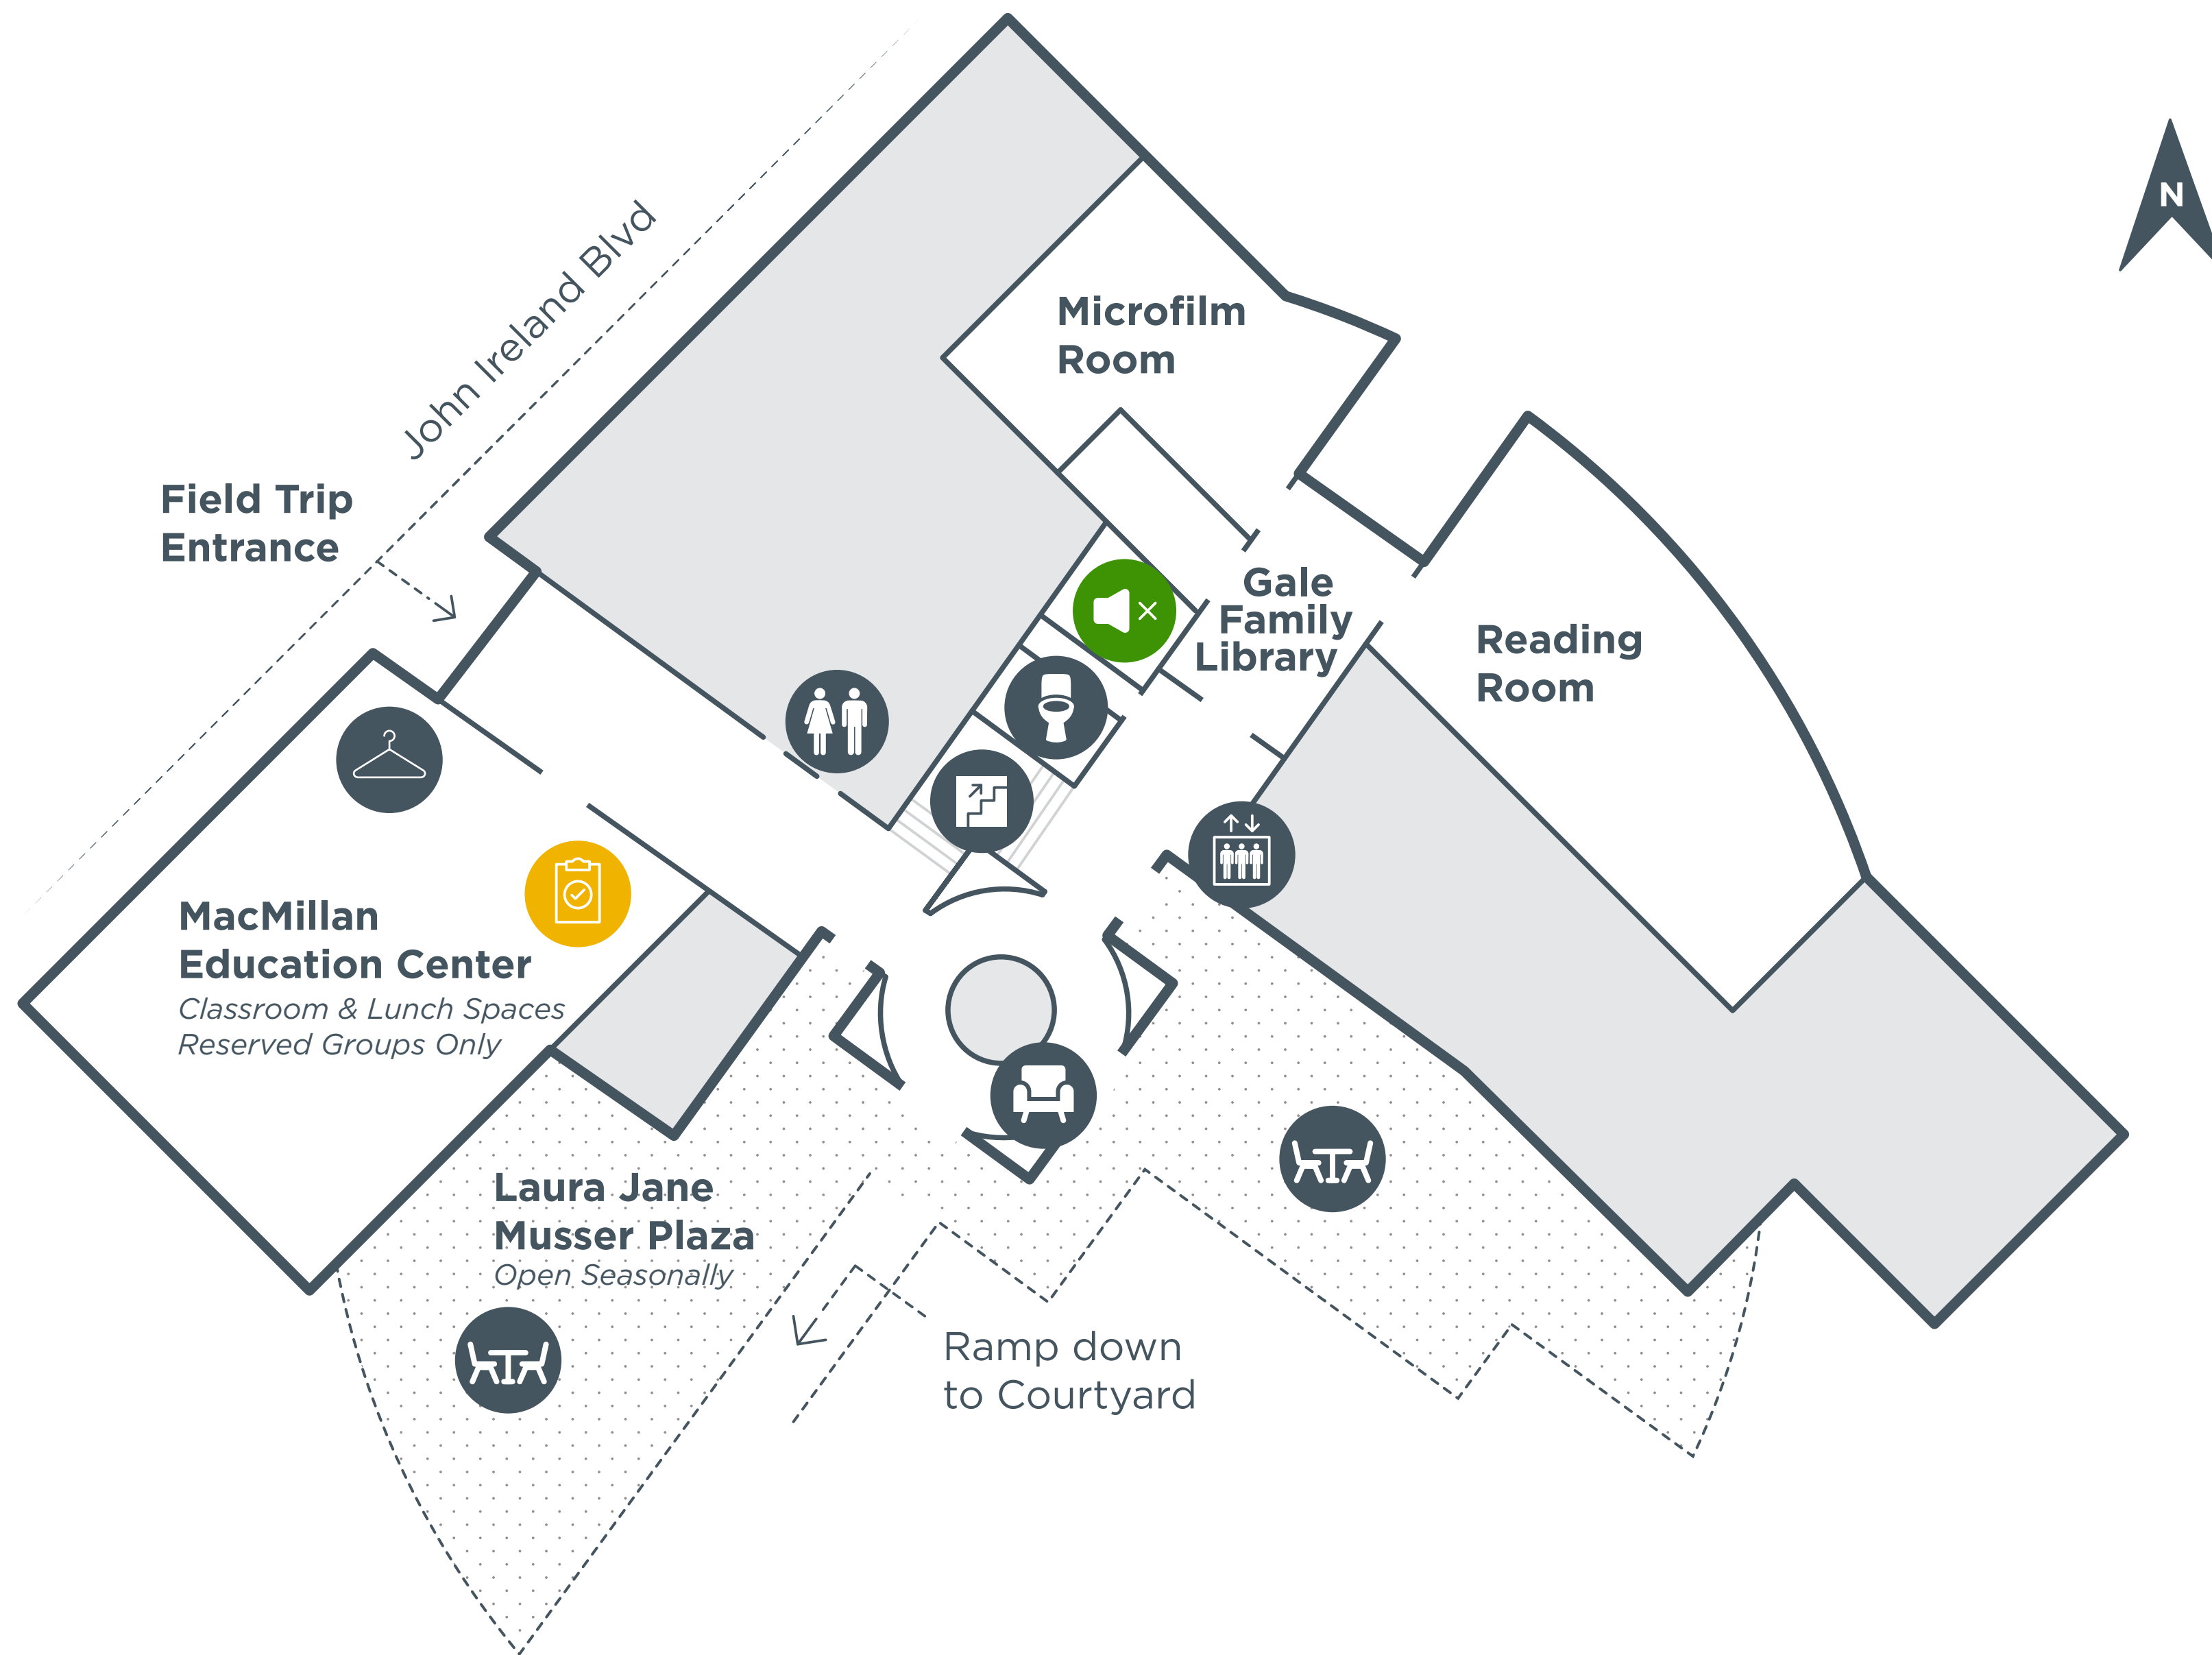 N
John Ireland Blvd
Microfilm
Room
Field Trip
Entrance
Gale
Family
Library
Reading
Room
MacMillan
Education Center
Classroom & Lunch Spaces
Reserved Groups Only
Laura Jane
Musser Plaza
Open Seasonally
Ramp down
to Courtyard